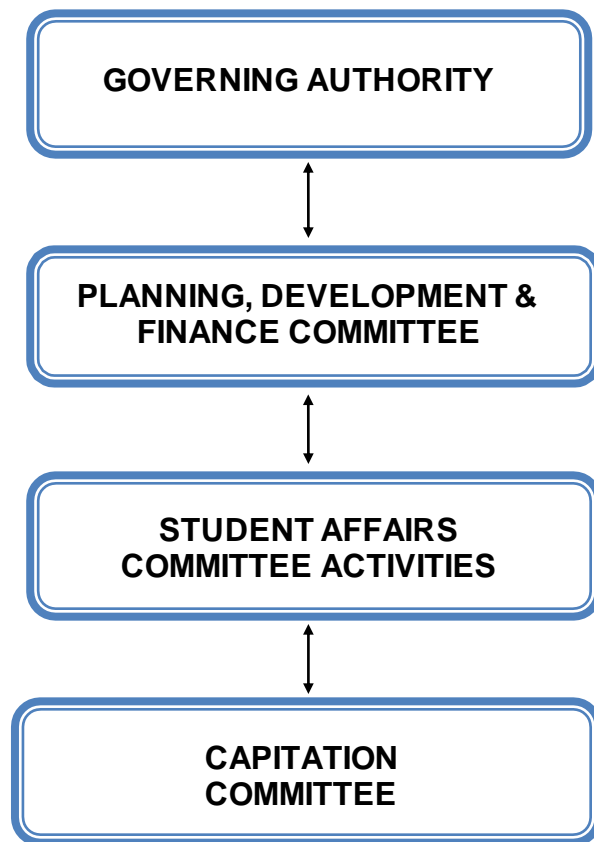 GOVERNING AUTHORITY
PLANNING, DEVELOPMENT &
FINANCE COMMITTEE
STUDENT AFFAIRS
COMMITTEE ACTIVITIES
CAPITATION
COMMITTEE